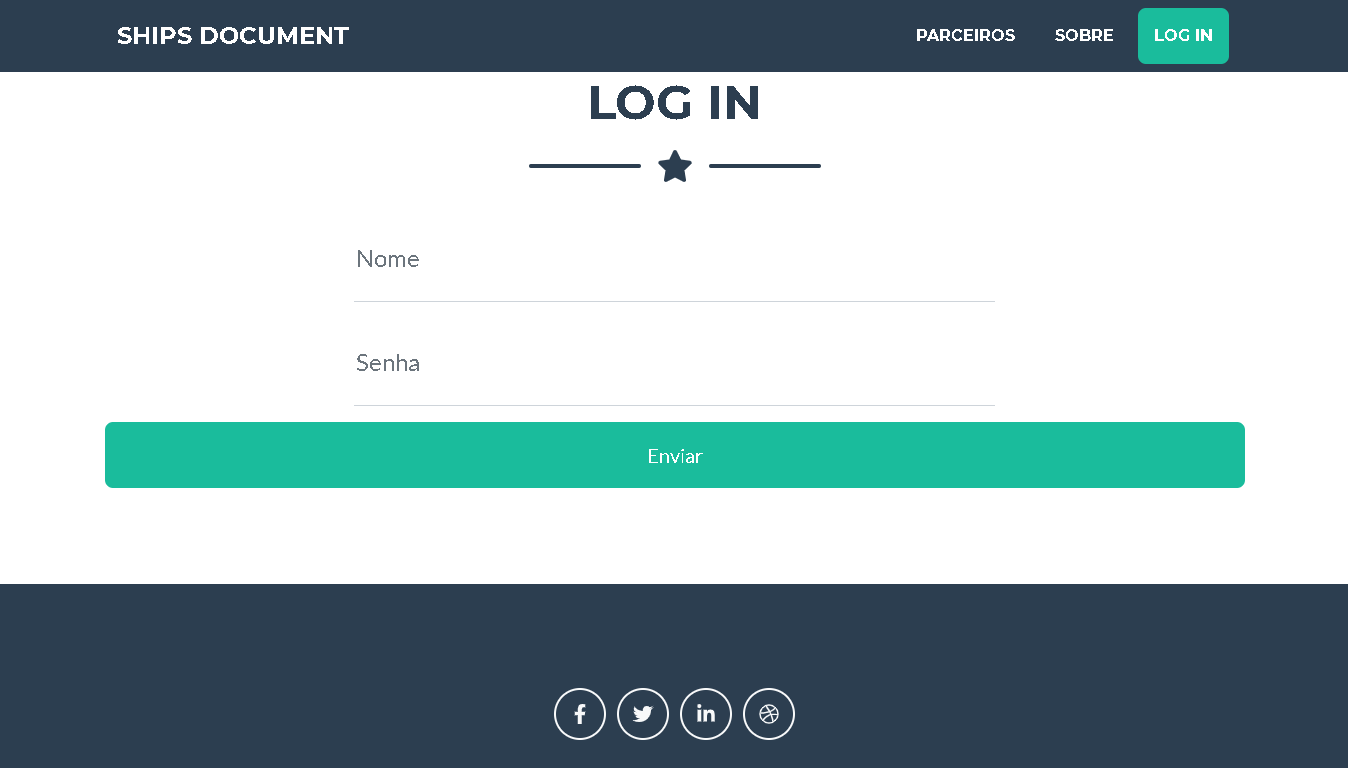 SHIPS DOCUMENT
PARCEIROS
SOBRE
LOG IN
LOG IN
Nome
Senha
Enviar